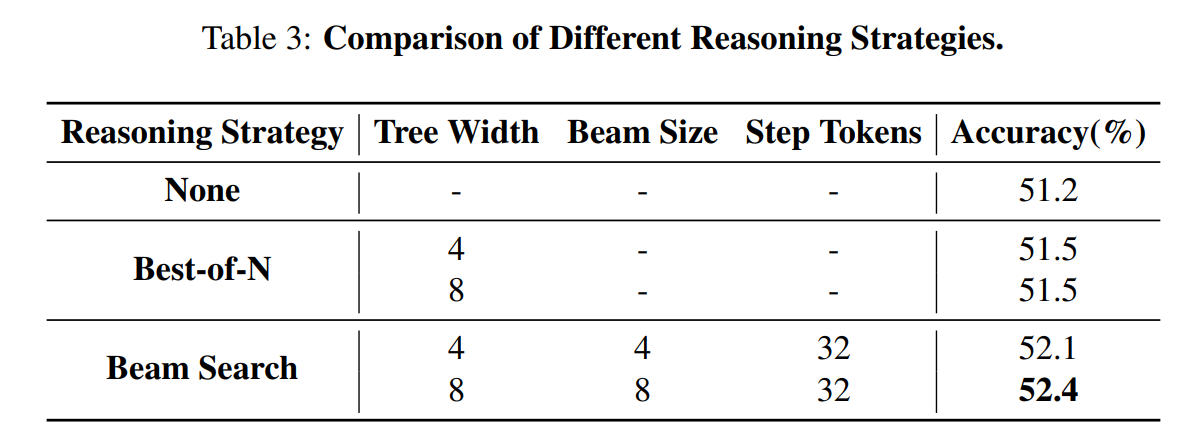 Table 3: Comparison of Different Reasoning Strategies.
Reasoning Strategy Tree Width Beam Size Step Tokens Accuracy(%)
None - - - 51.2
Best-of-N
4 - - 51.5
8 - - 51.5
Beam Search
4 4 32 52.1
8 8 32 52.4